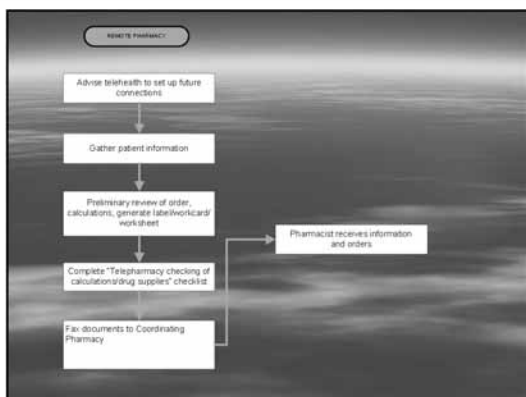 REMOTE PHARMACY
Advise telehealth to set up future
connections
Gather patient information
Preliminary review of order,
calculations, generate label/workcard/
worksheet
Complete "Telepharmacy checking of
calculations/drug supplies" checklist
Fax documents to Coordinating
Pharmacy
Pharmacist receives information
and orders